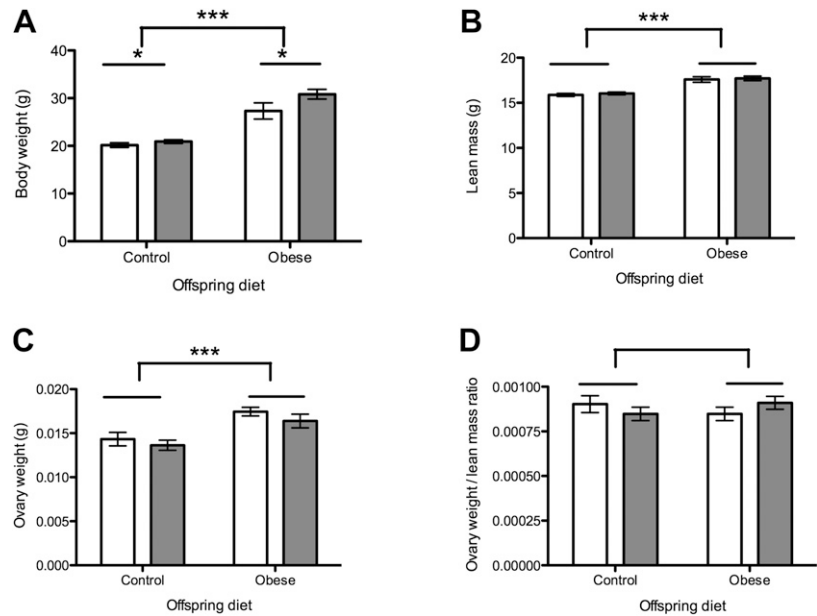 A
***
*
*
Body weight (g)
40
30
20
10
0
Control
Obese
Offspring diet
B
***
Lean mass (g)
20
15
10
5
0
Control
Obese
Offspring diet
C
***
Ovary weight (g)
0.020
0.015
0.010
0.005
0.000
Control
Obese
Offspring diet
D
Ovary weight / lean mass ratio
0.00100
0.00075
0.00050
0.00025
0.00000
Control
Obese
Offspring diet